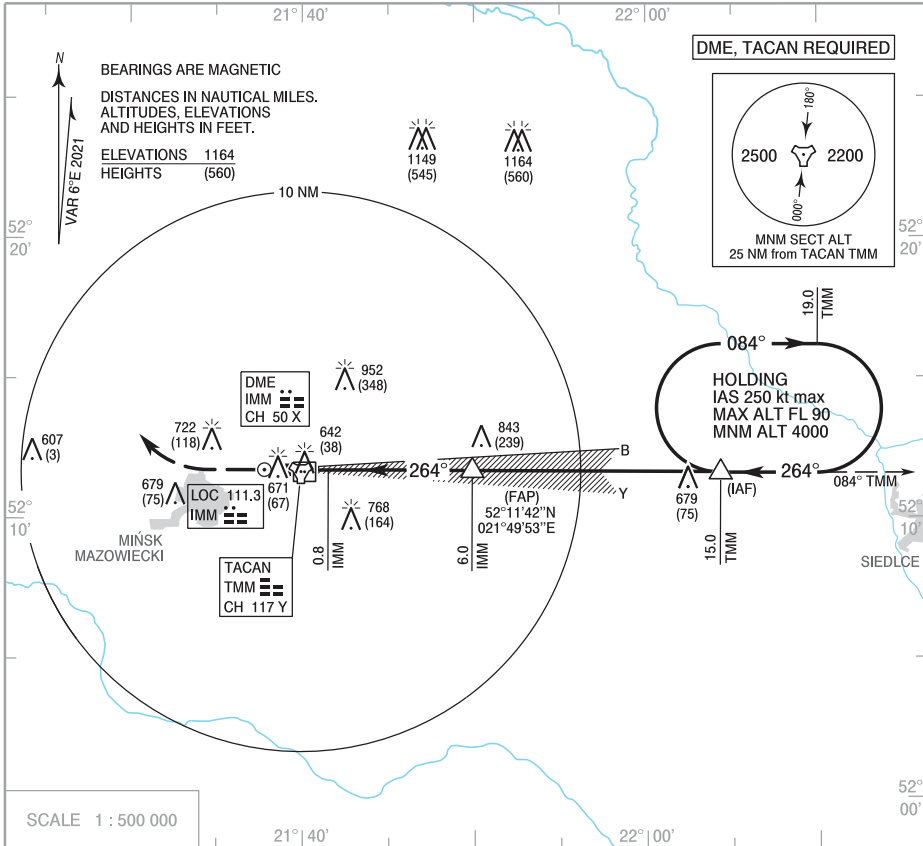 21° 40'
22° 00'
N
VAR 6°E 2021
BEARINGS ARE MAGNETIC
DISTANCES IN NAUTICAL MILES.
ALTITUDES, ELEVATIONS
AND HEIGHTS IN FEET.
ELEVATIONS 1164
HEIGHTS (560)
DME, TACAN REQUIRED
180°
2500
2200
000°
MNM SECT ALT
25 NM from TACAN TMM
1149
(545)
1164
(560)
10 NM
52°
20'
52°
20'
19.0
TMM
084°
HOLDING
IAS 250 kt max
MAX ALT FL 90
MNM ALT 4000
952
(348)
DME
IMM
CH 50 X
722
(118)
642
(38)
843
(239)
607
(3)
B
264°
264°
084° TMM
671
(67)
679
(75)
LOC 111.3
IMM
Y
(FAP)
52°11'42"N
021°49'53"E
679
(75)
(IAF)
768
(164)
52°
10'
52°
10'
MIŃSK
MAZOWIECKI
0.8
IMM
6.0
IMM
15.0
TMM
SIEDLCE
TACAN
TMM
CH 117 Y
52°
00'
SCALE 1 : 500 000
21° 40'
22° 00'